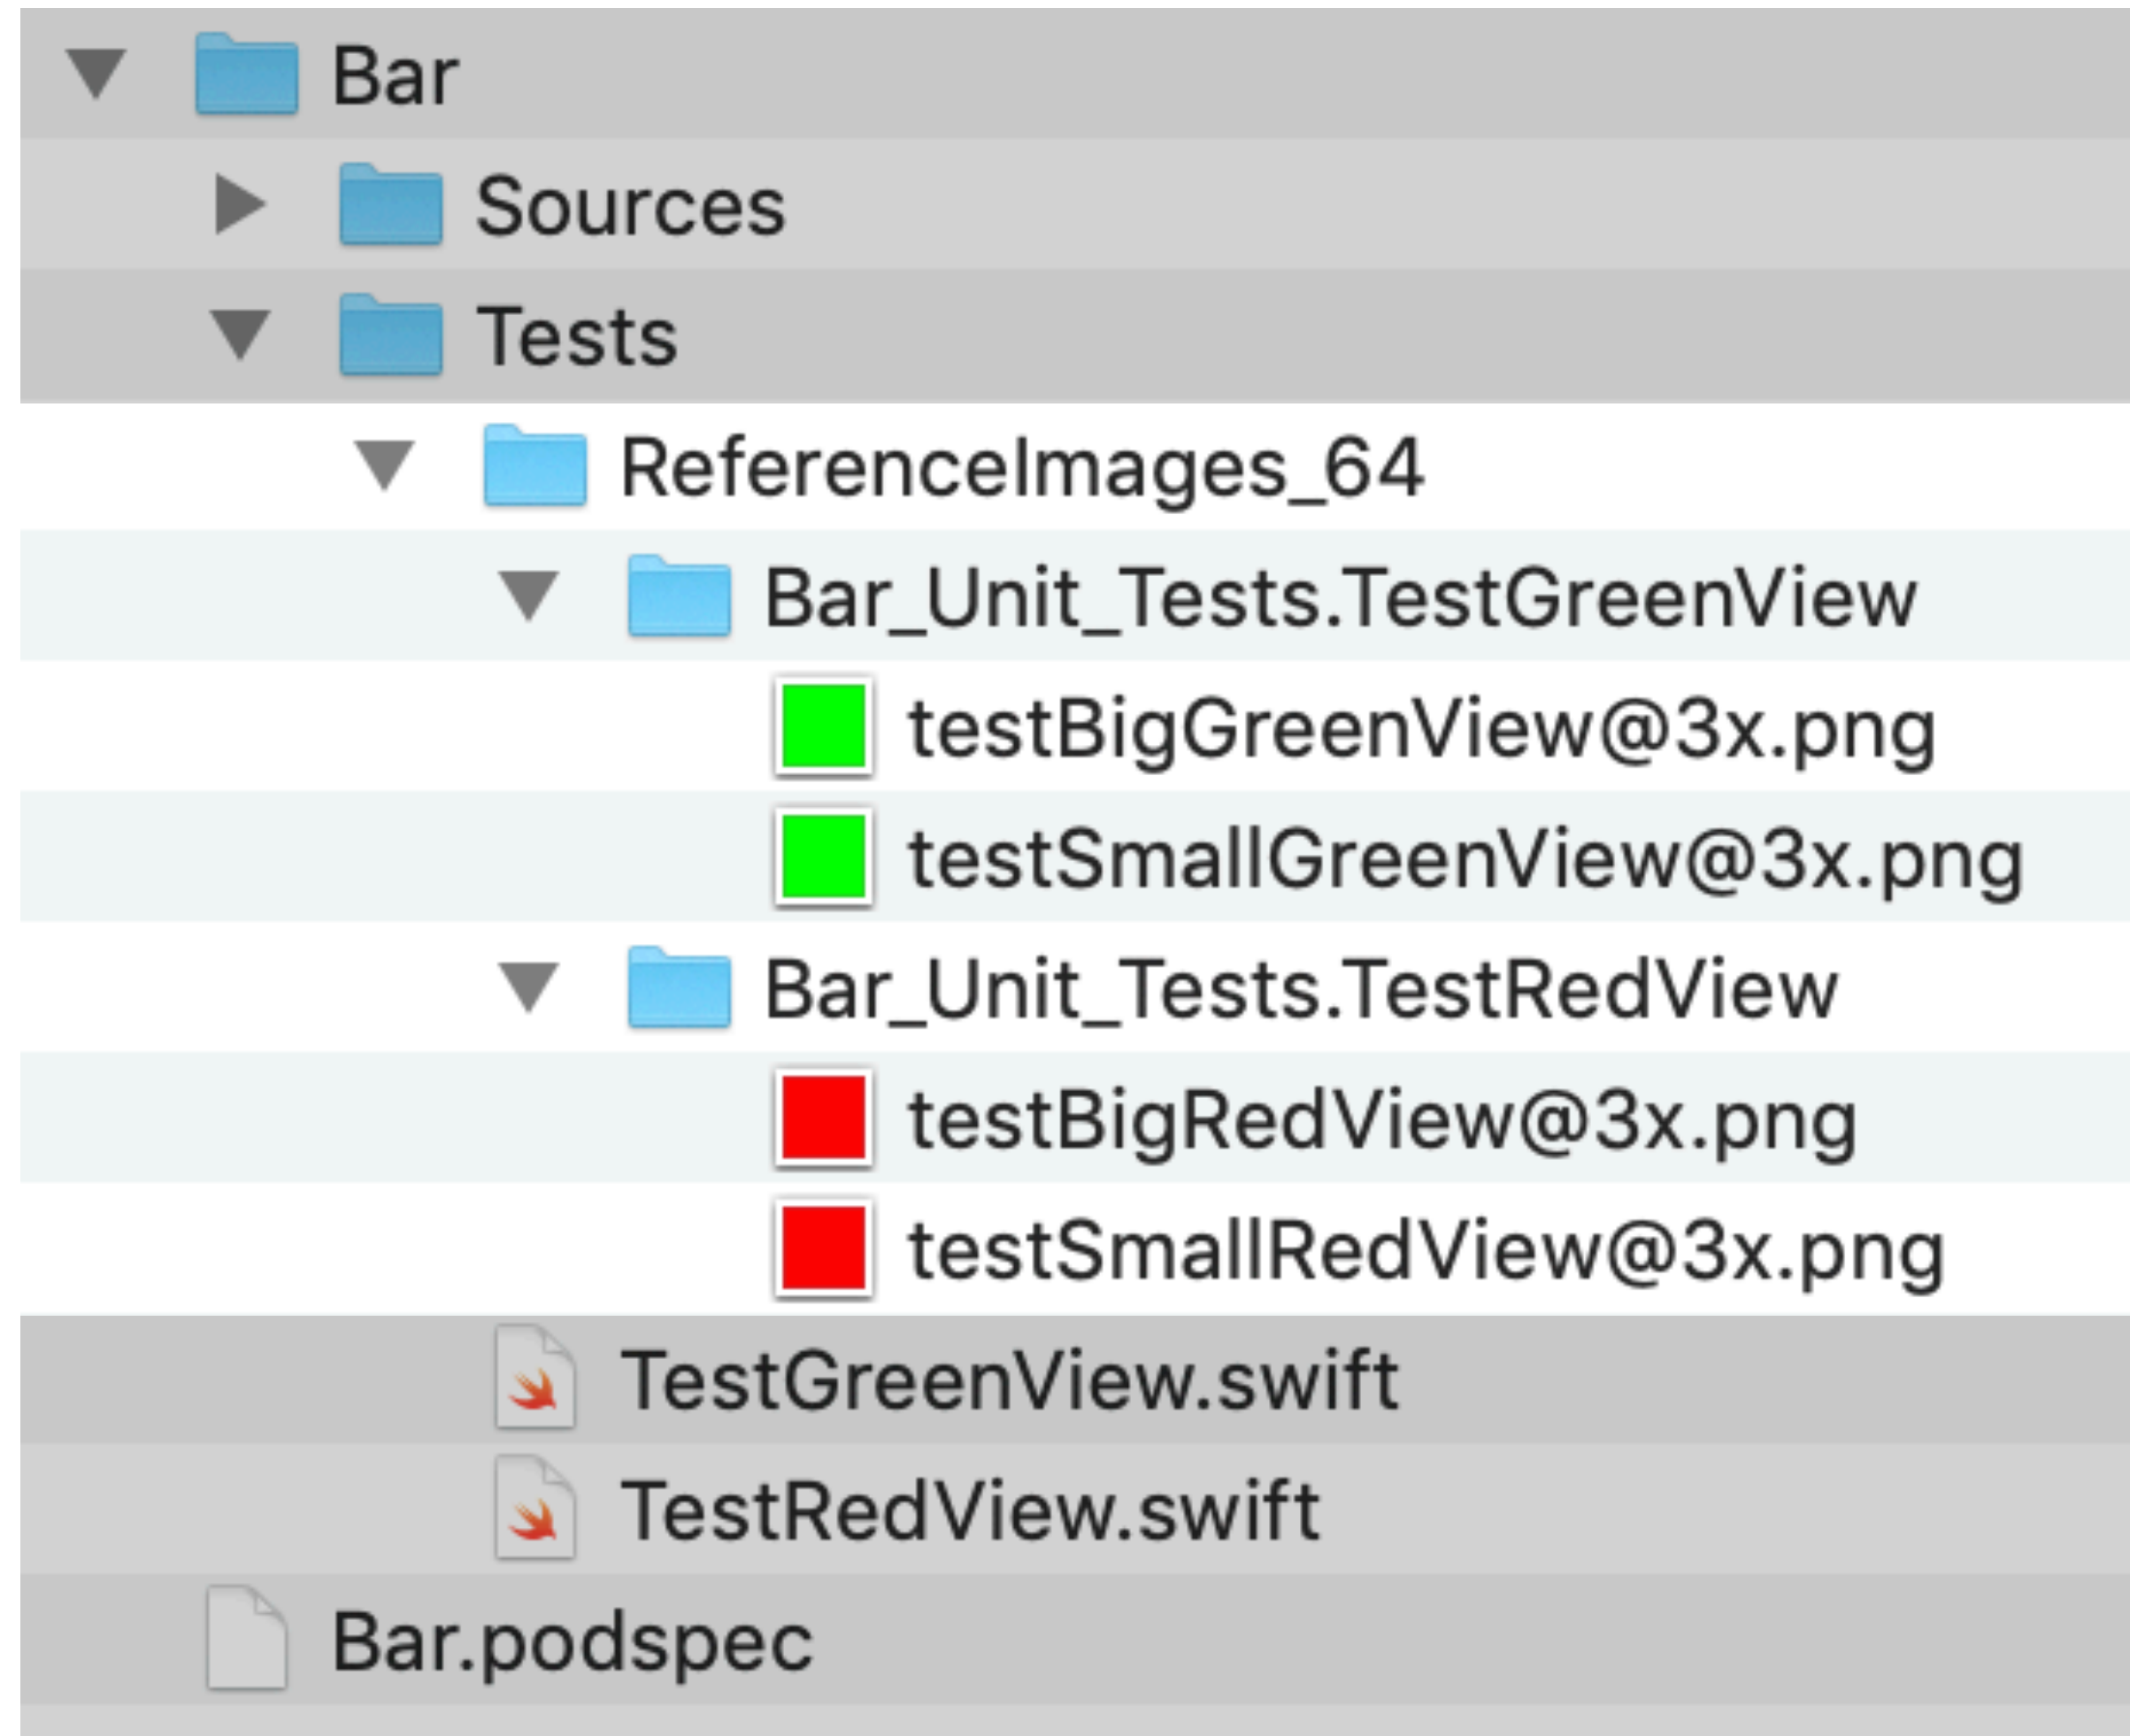 Bar
Sources
Tests
ReferenceImages_64
Bar_Unit_Tests.TestGreenView
testBigGreenView@3x.png
testSmallGreenView@3x.png
Bar_Unit_Tests.TestRedView
testBigRedView@3x.png
testSmallRedView@3x.png
TestGreenView.swift
TestRedView.swift
Bar.podspec